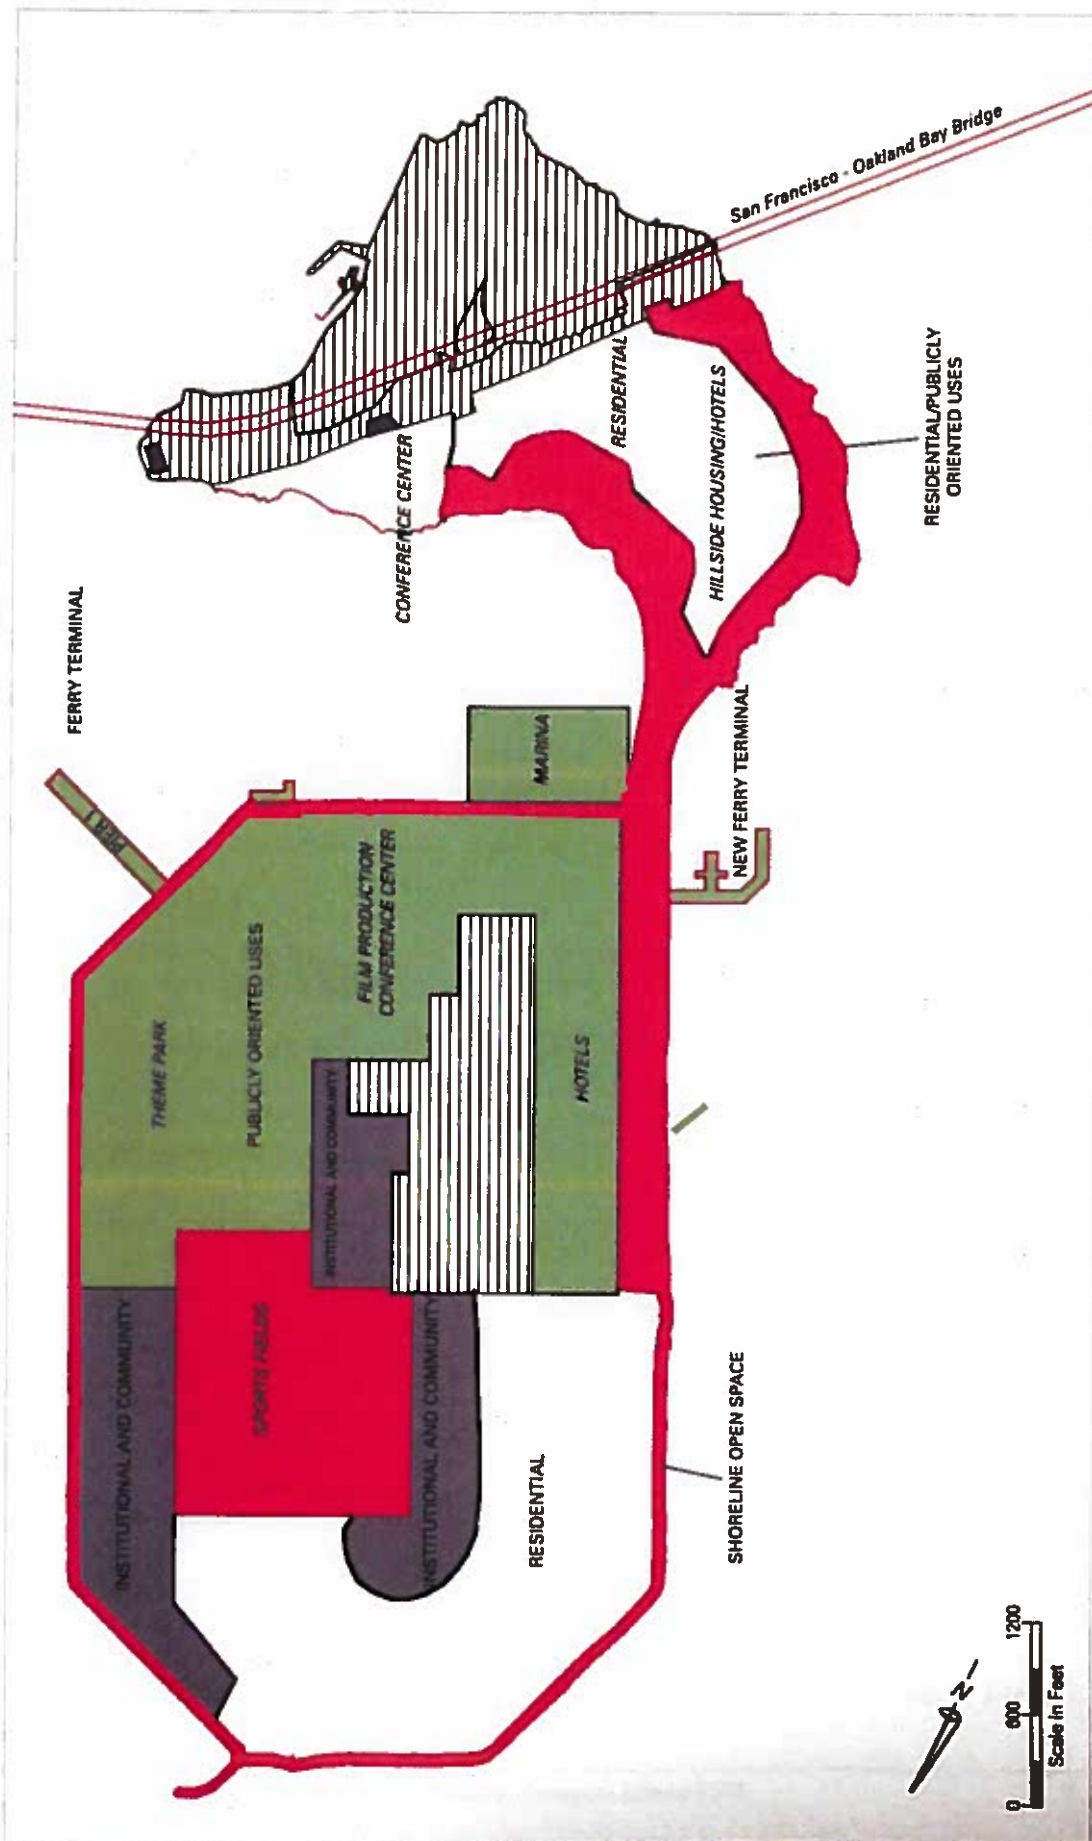 FERRY TERMINAL
PIER 1
San Francisco - Oakland Bay Bridge
CONFERENCE CENTER
RESIDENTIAL
HILLSIDE HOUSING/HOTELS
RESIDENTIAL/PUBLICLY
ORIENTED USES
MARINA
NEW FERRY TERMINAL
THEME PARK
PUBLICLY ORIENTED USES
FILM PRODUCTION
CONFERENCE CENTER
INSTITUTIONAL AND COMMUNITY
HOTELS
INSTITUTIONAL AND COMMUNITY
SPORTS FIELDS
INSTITUTIONAL AND COMMUNITY
RESIDENTIAL
SHORELINE OPEN SPACE
N
0 600 1200
Scale in Feet